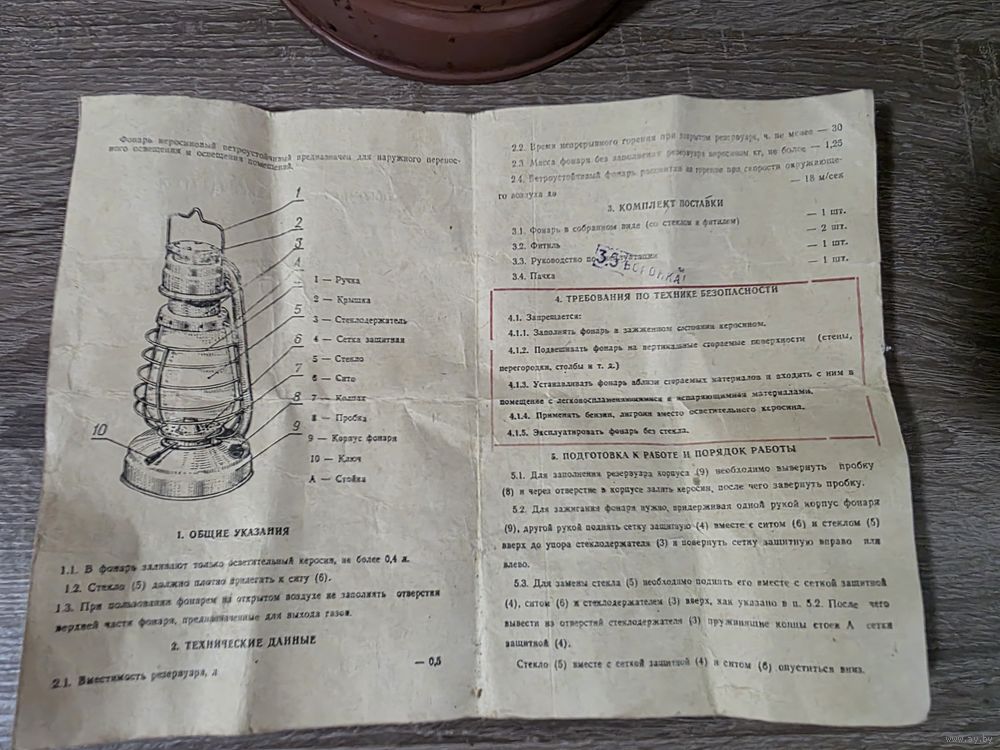 Фонарь керосиновый ветроустойчивый предназначен для наружного перенос-
ного освещения и освещения помещений.
1
2
3
4
5
6
7
8
9
10
1 — Ручка
2 — Крышка
3 — Стеклодержатель
4 — Сетка защитная
5 — Стекло
6 — Сито
7 — Колпак
8 — Пробка
9 — Корпус фонаря
10 — Ключ
А — Стойка
1. ОБЩИЕ УКАЗАНИЯ
1.1. В фонарь заливают только осветительный керосин, не более 0,4 л.
1.2. Стекло (5) должно плотно прилегать к ситу (6).
1.3. При пользовании фонарем на открытом воздухе не заполнять отверстия
верхней части фонаря, предназначенные для выхода газов.
2. ТЕХНИЧЕСКИЕ ДАННЫЕ
2.1. Вместимость резервуара, л — 0,5
2.2. Время непрерывного горения при закрытом резервуаре, ч. не менее — 30
2.3. Масса фонаря без заполнения резервуара керосином кг, не более — 1,25
2.4. Ветроустойчивый фонарь рассчитан на горение при скорости окружающе-
го воздуха до — 18 м/сек
3. КОМПЛЕКТ ПОСТАВКИ
3.1. Фонарь в собранном виде (со стеклом и фитилем) — 1 шт.
3.2. Фитиль — 2 шт.
3.3. Руководство по эксплуатации — 1 шт.
3.4. Пачка — 1 шт.
3.5 ВОРОНКА
4. ТРЕБОВАНИЯ ПО ТЕХНИКЕ БЕЗОПАСНОСТИ
4.1. Запрещается:
4.1.1. Заполнять фонарь в зажженном состоянии керосином.
4.1.2. Подвешивать фонарь на вертикальные сгораемые поверхности (стены,
перегородки, столбы и т. д.)
4.1.3. Устанавливать фонарь вблизи сгораемых материалов и входить с ним в
помещение с легковоспламеняющимися и испаряющимися материалами.
4.1.4. Применять бензин, лигроин вместо осветительного керосина.
4.1.5. Эксплуатировать фонарь без стекла.
5. ПОДГОТОВКА К РАБОТЕ И ПОРЯДОК РАБОТЫ
5.1. Для заполнения резервуара корпуса (9) необходимо вывернуть пробку
(8) и через отверстие в корпусе залить керосин, после чего завернуть пробку.
5.2. Для зажигания фонаря нужно, придерживая одной рукой корпус фонаря
(9), другой рукой поднять сетку защитную (4) вместе с ситом (6) и стеклом (5)
вверх до упора стеклодержателя (3) и повернуть сетку защитную вправо или
влево.
5.3. Для замены стекла (5) необходимо поднять его вместе с сеткой защитной
(4), ситом (6) и стеклодержателем (3) вверх, как указано в п. 5.2. После чего
вывести из отверстий стеклодержателя (3) пружинящие концы стоек А сетки
защитной (4).
Стекло (5) вместе с сеткой защитной (4) и ситом (6) опуститься вниз.
www.ay.by